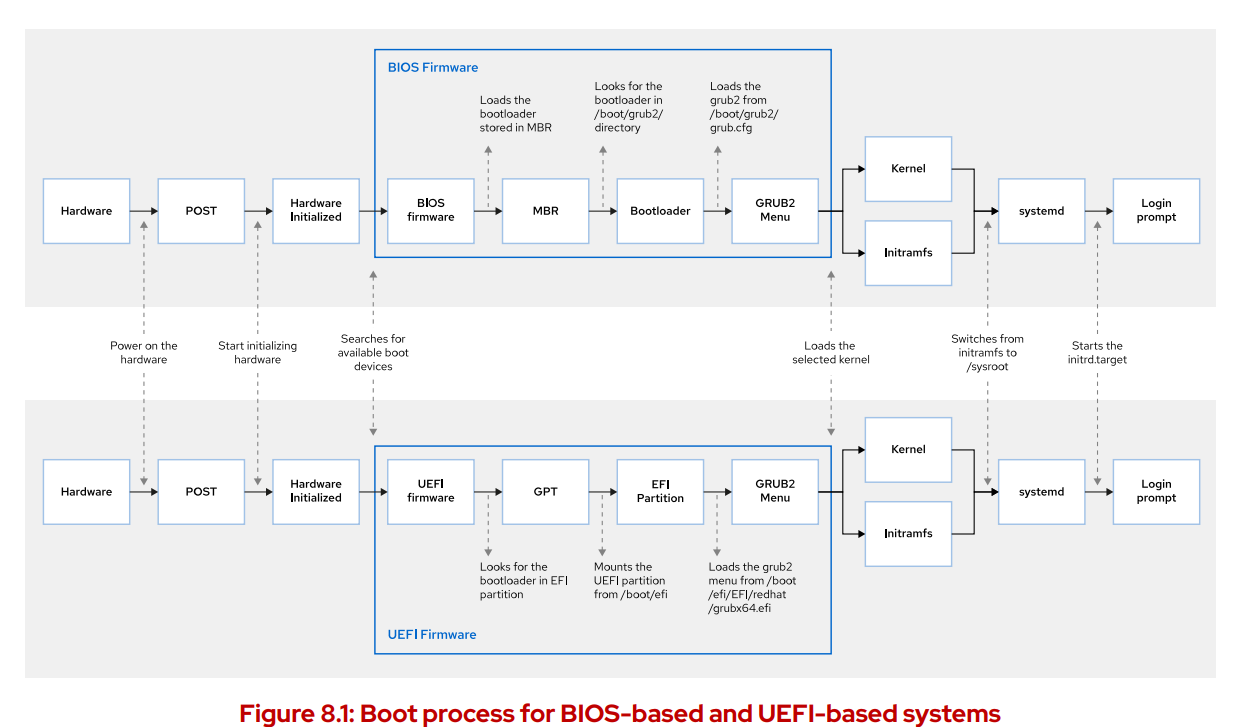 BIOS Firmware
Loads the
bootloader
stored in MBR
Looks for the
bootloader in
/boot/grub2/
directory
Loads the
grub2 from
/boot/grub2/
grub.cfg
Hardware
POST
Hardware
Initialized
BIOS
firmware
MBR
Bootloader
GRUB2
Menu
Kernel
Initramfs
systemd
Login
prompt
Power on the
hardware
Start initializing
hardware
Searches for
available boot
devices
Loads the
selected kernel
Switches from
initramfs to
/sysroot
Starts the
initrd.target
Hardware
POST
Hardware
Initialized
UEFI
firmware
GPT
EFI
Partition
GRUB2
Menu
Kernel
Initramfs
systemd
Login
prompt
Looks for the
bootloader in EFI
partition
Mounts the
UEFI partition
from /boot/efi
Loads the grub2
menu from /boot
/efi/EFI/redhat
/grubx64.efi
UEFI Firmware
Figure 8.1: Boot process for BIOS-based and UEFI-based systems